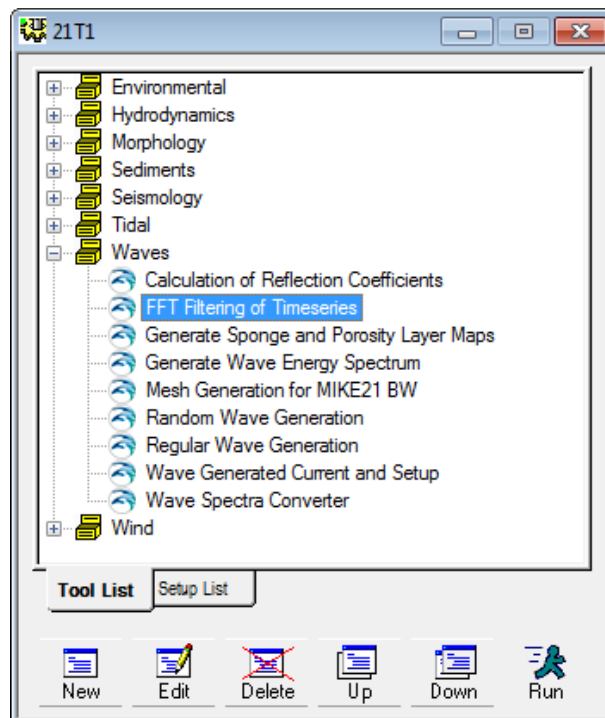 21T1
Environmental
Hydrodynamics
Morphology
Sediments
Seismology
Tidal
Waves
Calculation of Reflection Coefficients
FFT Filtering of Timeseries
Generate Sponge and Porosity Layer Maps
Generate Wave Energy Spectrum
Mesh Generation for MIKE21 BW
Random Wave Generation
Regular Wave Generation
Wave Generated Current and Setup
Wave Spectra Converter
Wind
Tool List Setup List
New Edit Delete Up Down Run